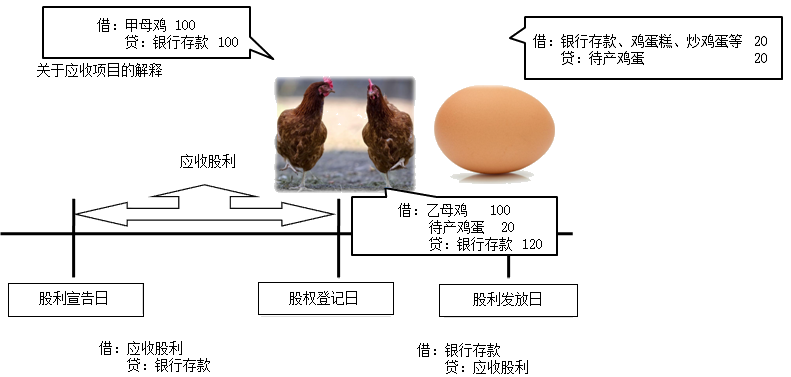 借：甲母鸡 100
贷：银行存款 100
关于应收项目的解释
借：银行存款、鸡蛋糕、炒鸡蛋等 20
贷：待产鸡蛋 20
应收股利
借：乙母鸡 100
待产鸡蛋 20
贷：银行存款 120
股利宣告日
股权登记日
股利发放日
借：应收股利
贷：银行存款
借：银行存款
贷：应收股利